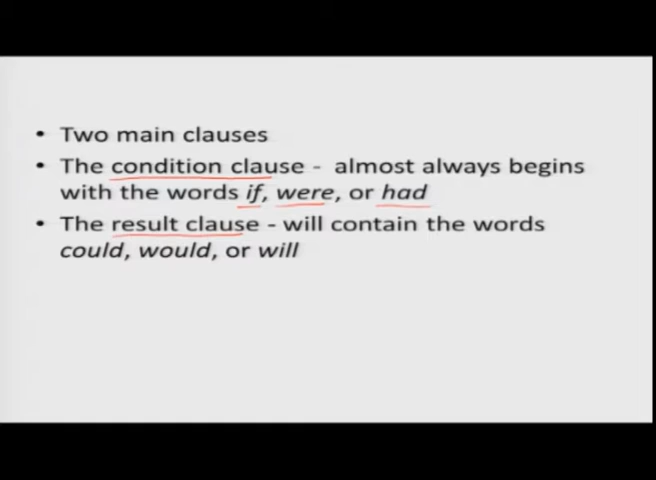 • Two main clauses
• The condition clause - almost always begins
with the words if, were, or had
• The result clause - will contain the words
could, would, or will